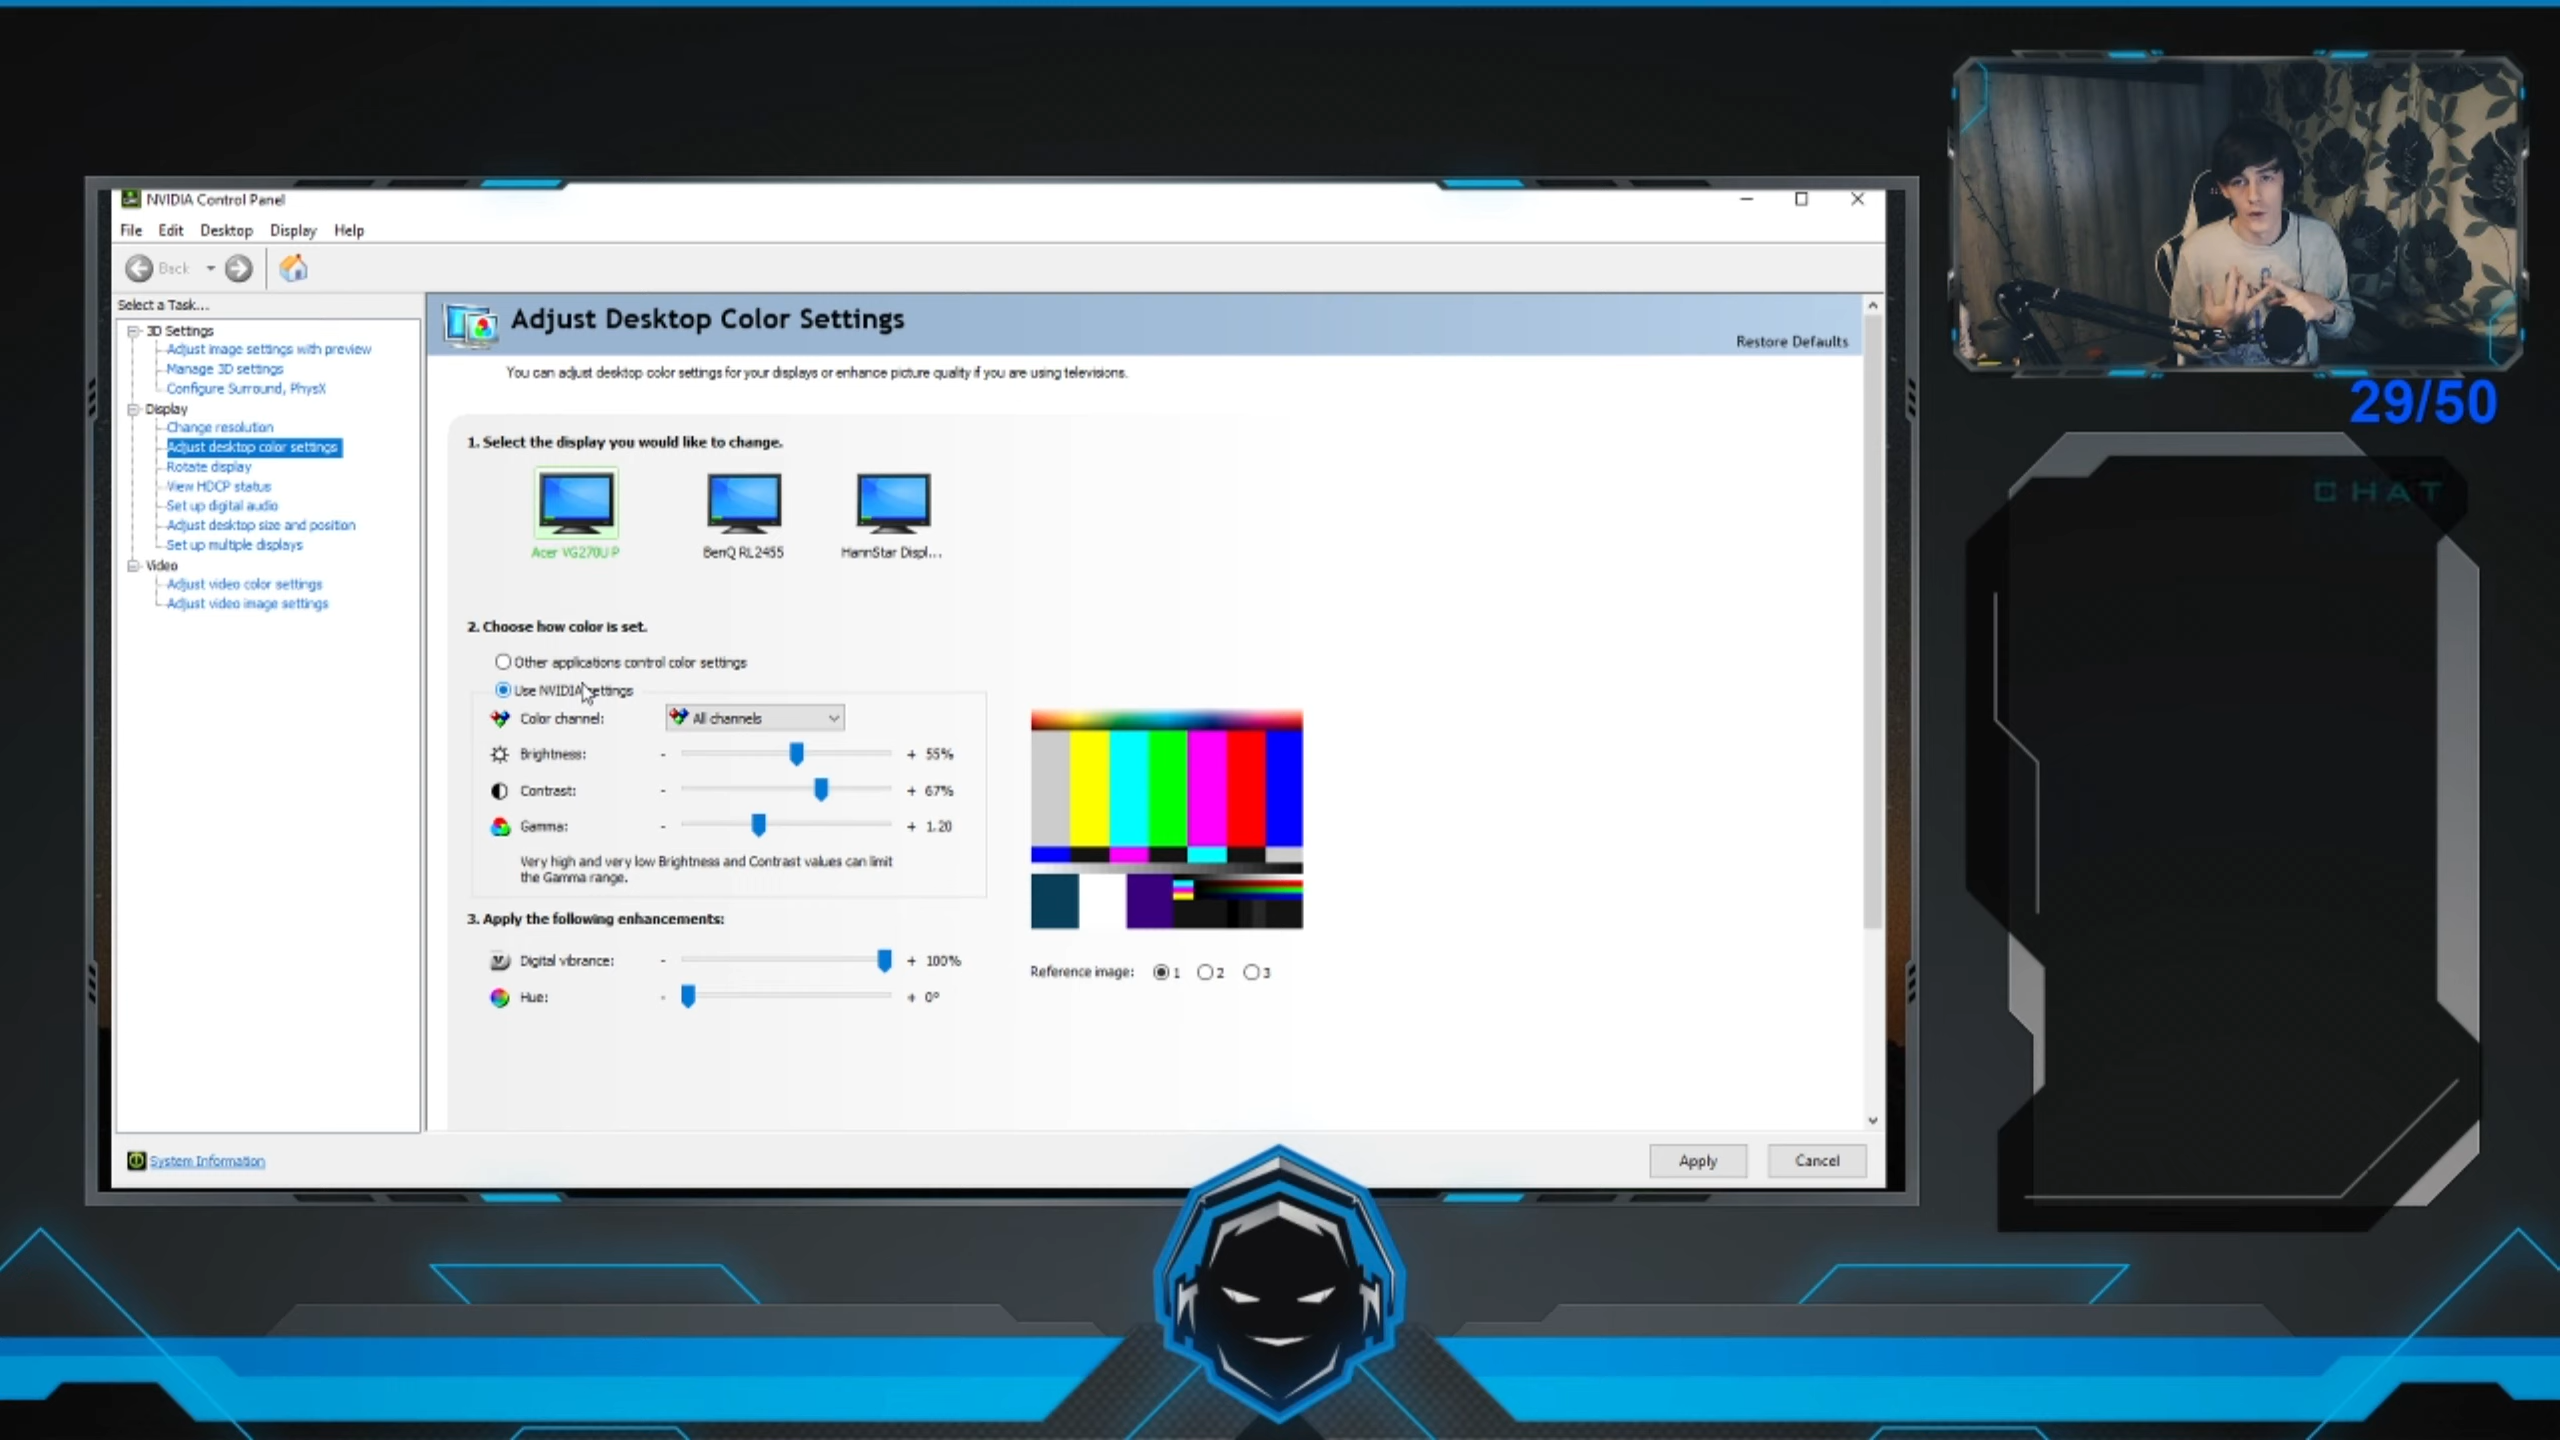 NVIDIA Control Panel
File Edit Desktop Display Help
Back
Select a Task...
3D Settings
Adjust image settings with preview
Manage 3D settings
Configure Surround, PhysX
Display
Change resolution
Adjust desktop color settings
Rotate display
View HDCP status
Set up digital audio
Adjust desktop size and position
Set up multiple displays
Video
Adjust video color settings
Adjust video image settings
System Information
Adjust Desktop Color Settings
Restore Defaults
You can adjust desktop color settings for your displays or enhance picture quality if you are using televisions.
1. Select the display you would like to change.
Acer VG270U P BenQ RL2455 HannStar Displ...
2. Choose how color is set.
Other applications control color settings
Use NVIDIA settings
Color channel: All channels
Brightness: - + 55%
Contrast: - + 67%
Gamma: - + 1.20
Very high and very low Brightness and Contrast values can limit
the Gamma range.
3. Apply the following enhancements:
Digital vibrance: - + 100%
Hue: - + 0°
Reference image: 1 2 3
Apply Cancel
29/50
CHAT